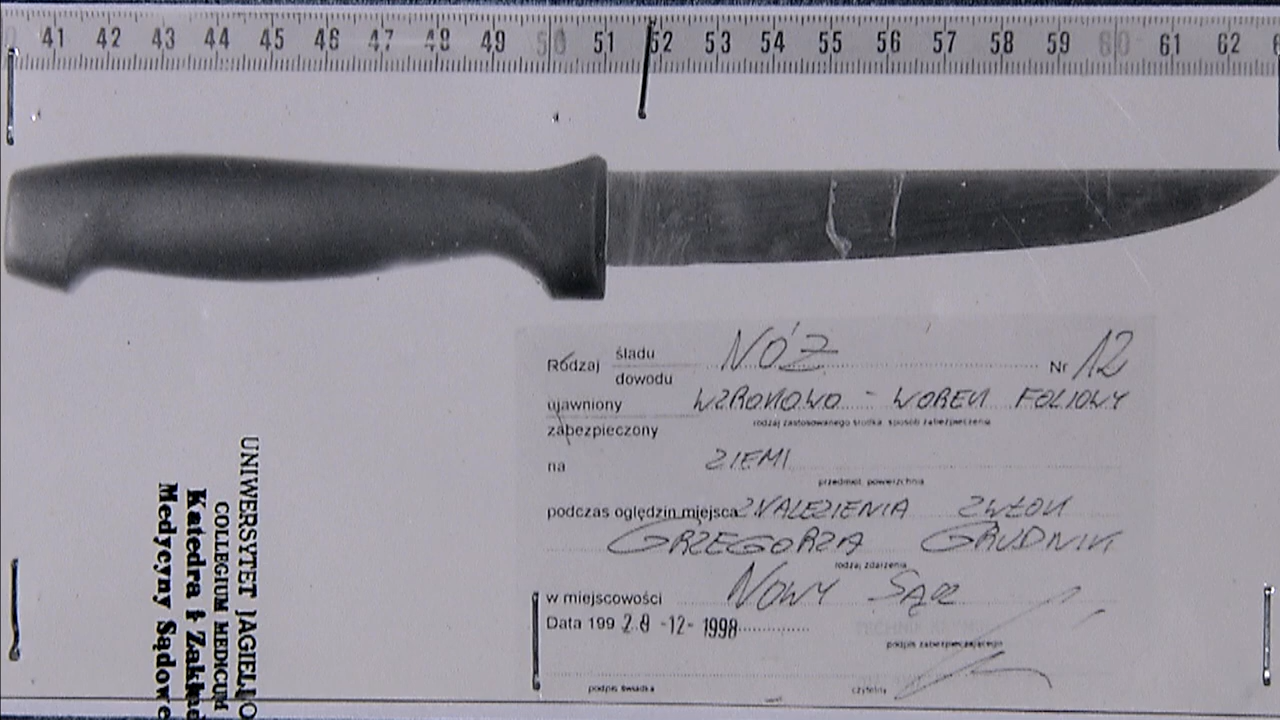 41 42 43 44 45 46 47 48 49 50 51 52 53 54 55 56 57 58 59 60 61 62
Rodzaj śladu NÓŻ Nr 12
dowodu
ujawniony WZROKOWO - WOREK FOLIOWY
rodzaj zastosowanego środka, sposób zabezpieczenia
zabezpieczony
na ZIEMI
przedmiot, powierzchnia
podczas oględzin miejsca ZNALEZIENIA ZWŁOK
GRZEGORZA GRUDNIK
rodzaj zdarzenia
w miejscowości NOWY SĄCZ
Data 199 28 -12- 1998
podpis zabezpieczającego
podpis świadka czytelny
UNIWERSYTET JAGIELLO
COLLEGIUM MEDICUM
Katedra i Zakład
Medycyny Sądowe